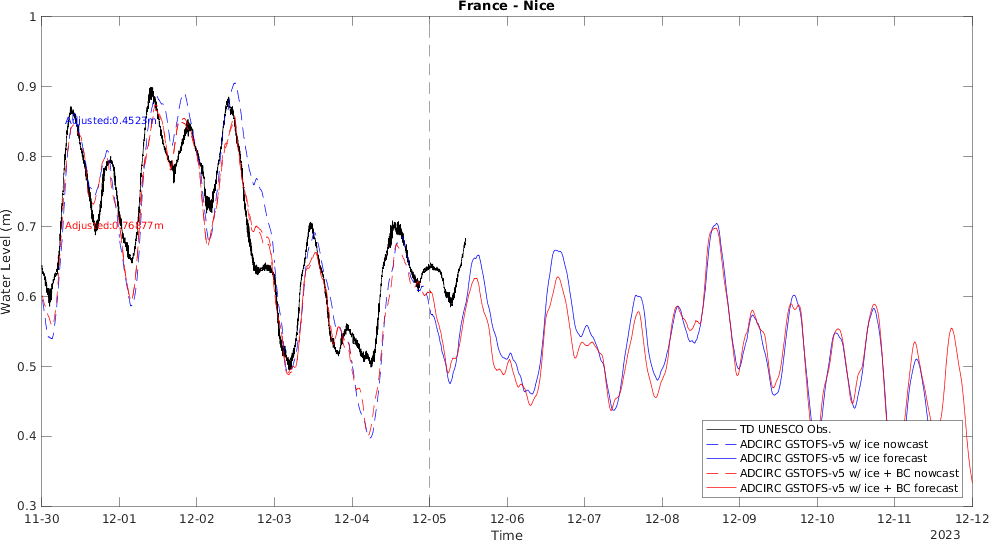 France - Nice
Water Level (m)
1
0.9
0.8
0.7
0.6
0.5
0.4
0.3
Adjusted:0.4523m
Adjusted:0.76877m
TD UNESCO Obs.
ADCIRC GSTOFS-v5 w/ ice nowcast
ADCIRC GSTOFS-v5 w/ ice forecast
ADCIRC GSTOFS-v5 w/ ice + BC nowcast
ADCIRC GSTOFS-v5 w/ ice + BC forecast
11-30 12-01 12-02 12-03 12-04 12-05 12-06 12-07 12-08 12-09 12-10 12-11 12-12
Time
2023